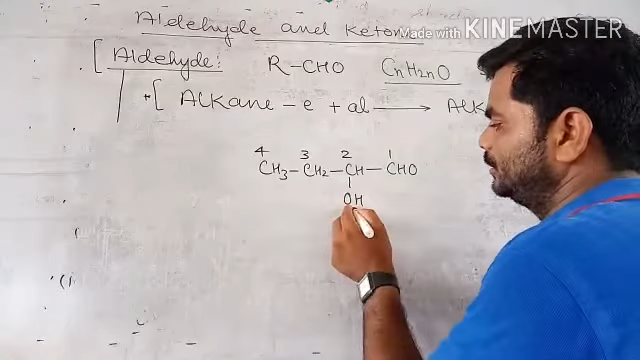 Aldehyde and Keton
Made with KINEMASTER
[ Aldehyde: R-CHO CnH2nO
[ ALKane - e + al → ALK
4 3 2 1
CH3-CH2-CH-CHO
OH